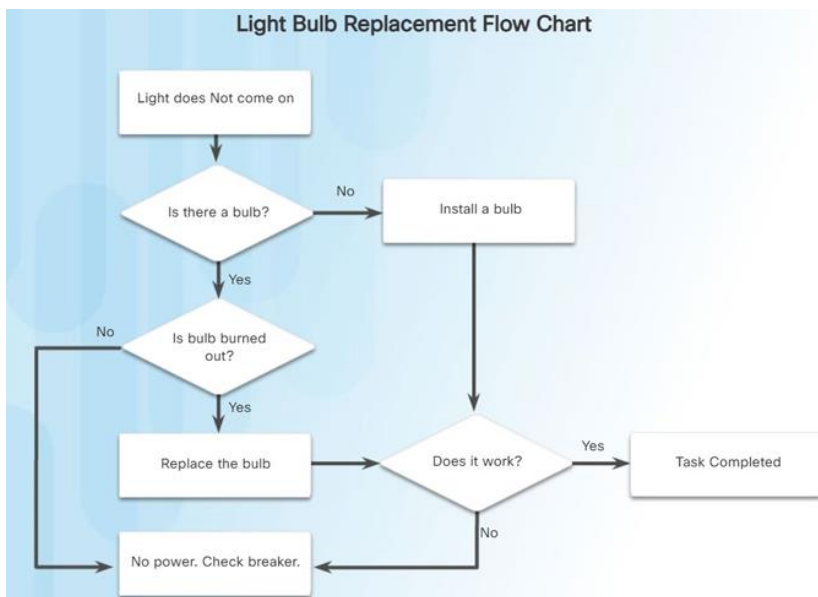 Light Bulb Replacement Flow Chart
Light does Not come on
Is there a bulb?
No
Install a bulb
Yes
No
Is bulb burned
out?
Yes
Replace the bulb
Does it work?
Yes
Task Completed
No
No power. Check breaker.